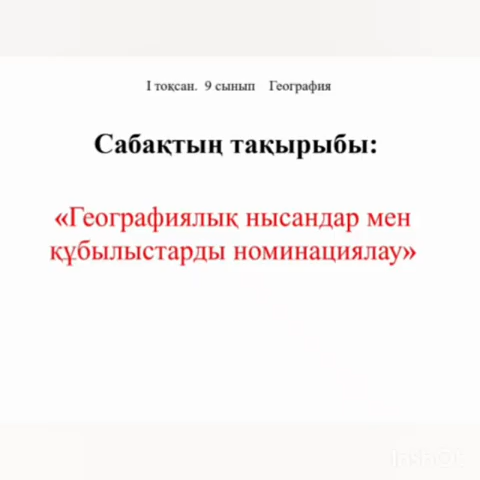 І тоқсан. 9 сынып География
Сабақтың тақырыбы:
«Географиялық нысандар мен
құбылыстарды номинациялау»